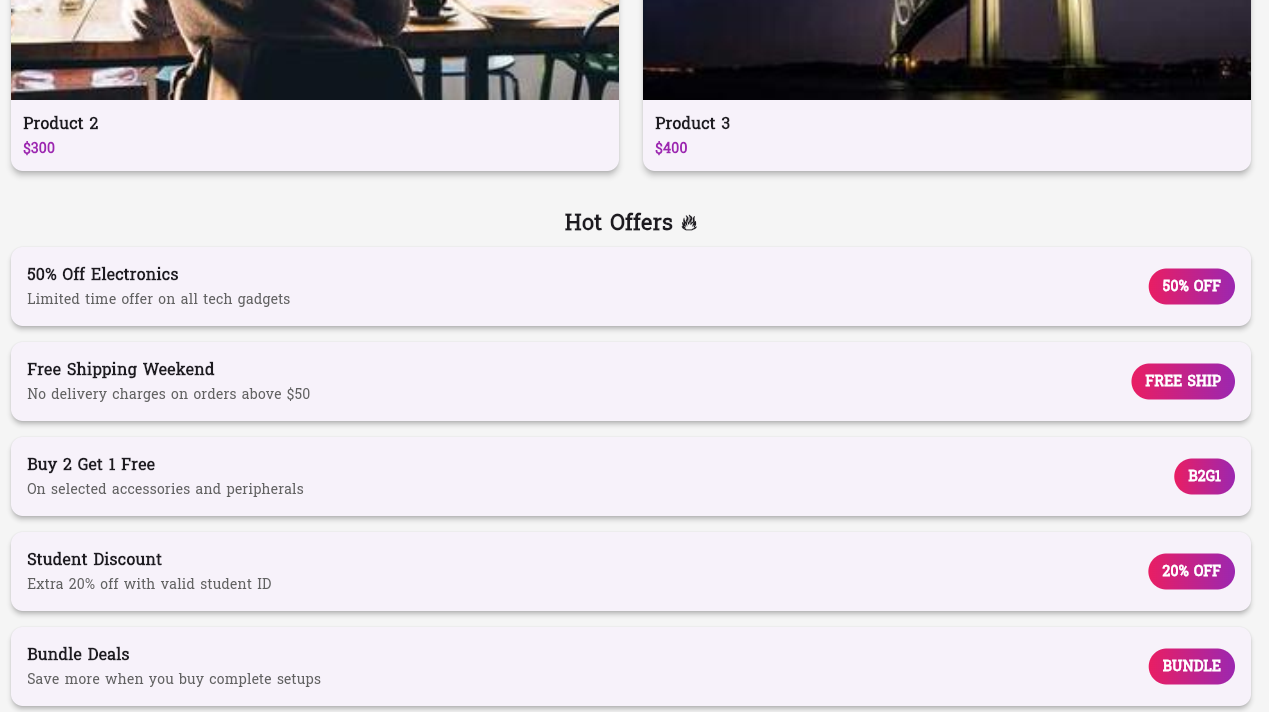 Product 2
$300
Product 3
$400
Hot Offers 🔥
50% Off Electronics
Limited time offer on all tech gadgets
50% OFF
Free Shipping Weekend
No delivery charges on orders above $50
FREE SHIP
Buy 2 Get 1 Free
On selected accessories and peripherals
B2G1
Student Discount
Extra 20% off with valid student ID
20% OFF
Bundle Deals
Save more when you buy complete setups
BUNDLE